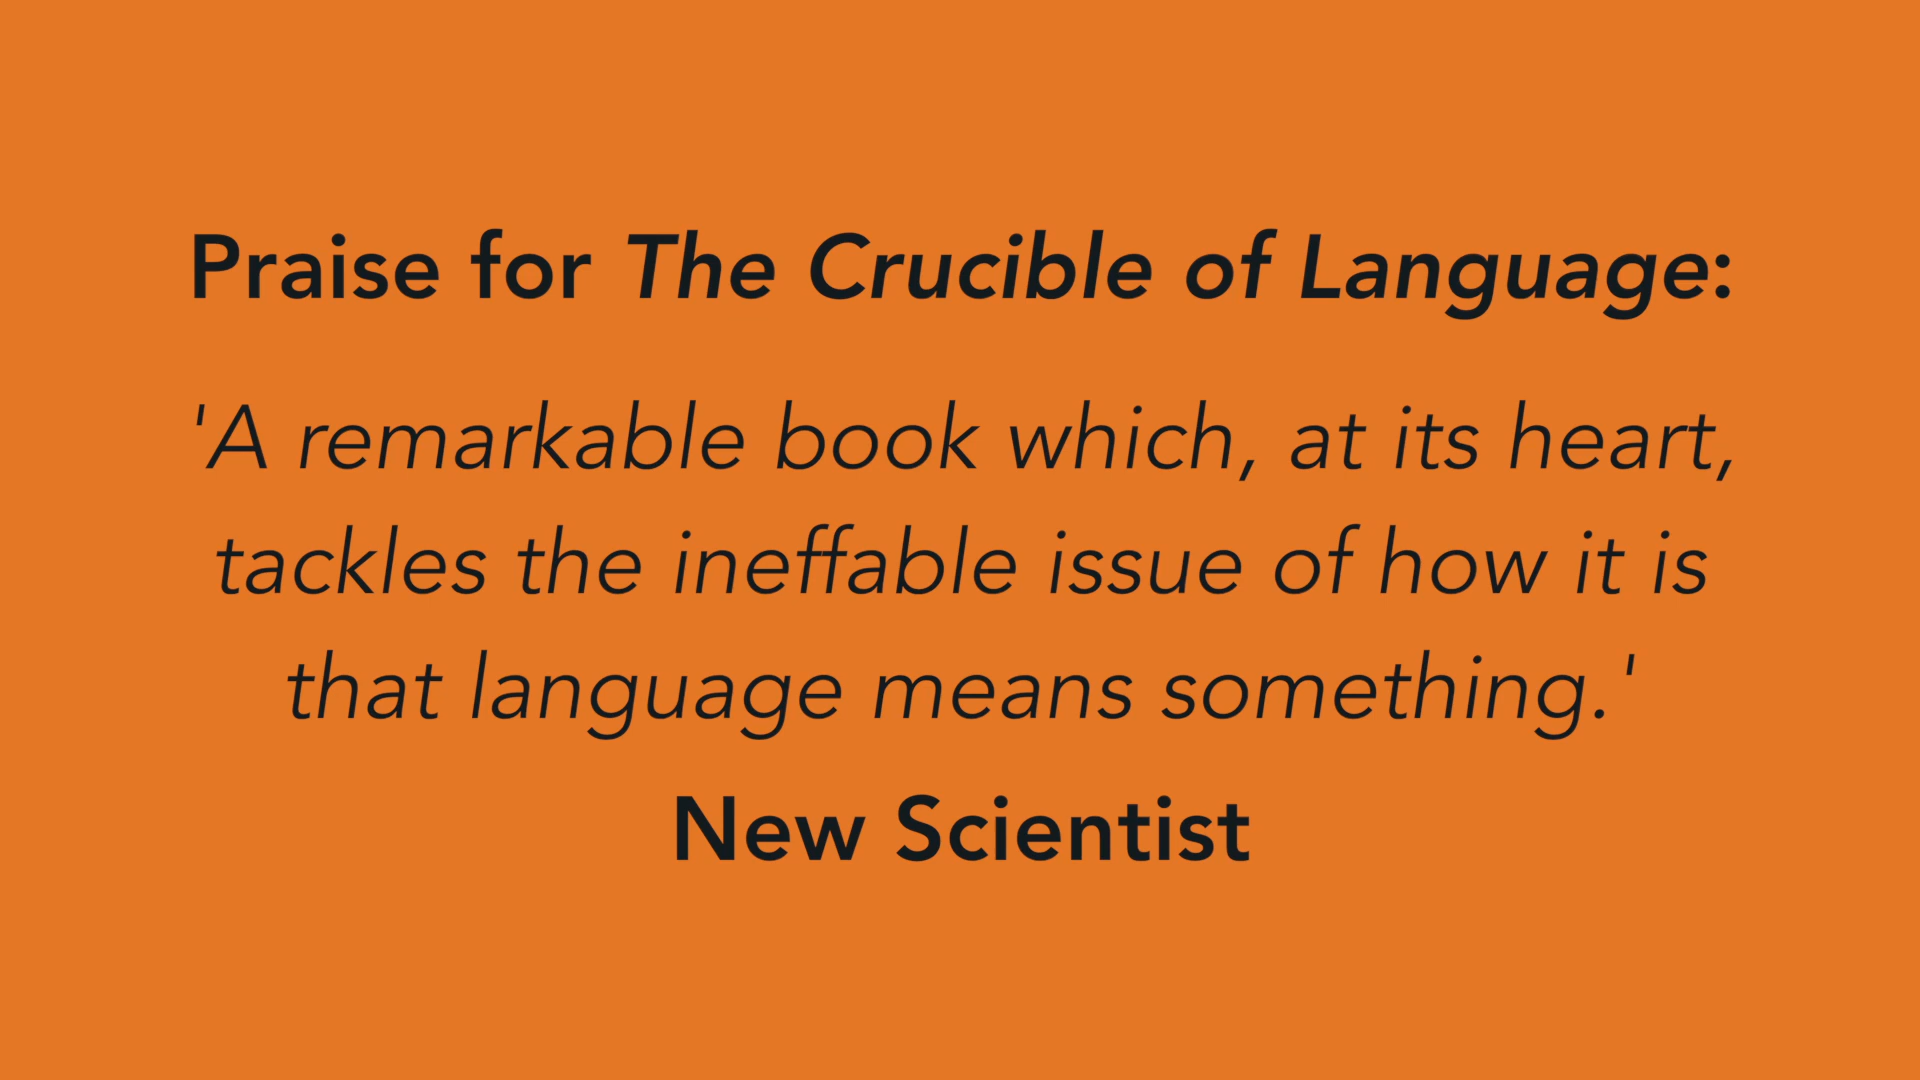 Praise for The Crucible of Language:
'A remarkable book which, at its heart,
tackles the ineffable issue of how it is
that language means something.'
New Scientist